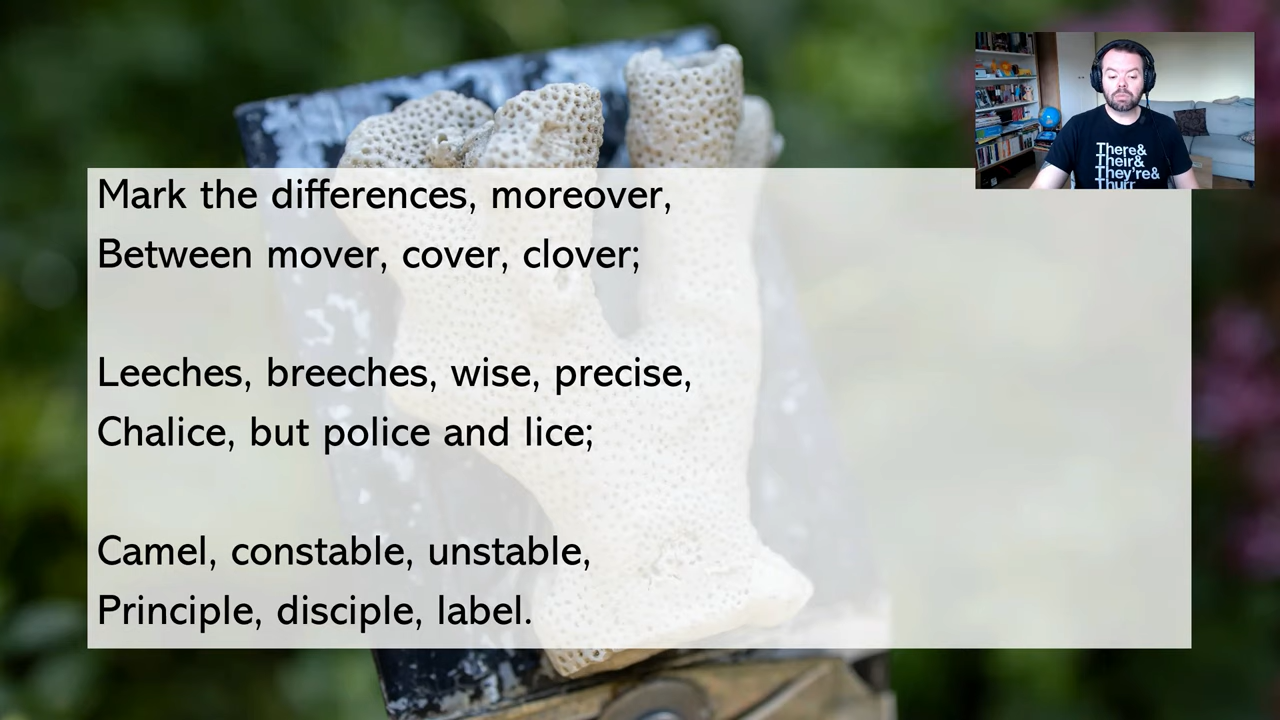 Mark the differences, moreover,
Between mover, cover, clover;
Leeches, breeches, wise, precise,
Chalice, but police and lice;
Camel, constable, unstable,
Principle, disciple, label.
There&
Their&
They're&
Thurr